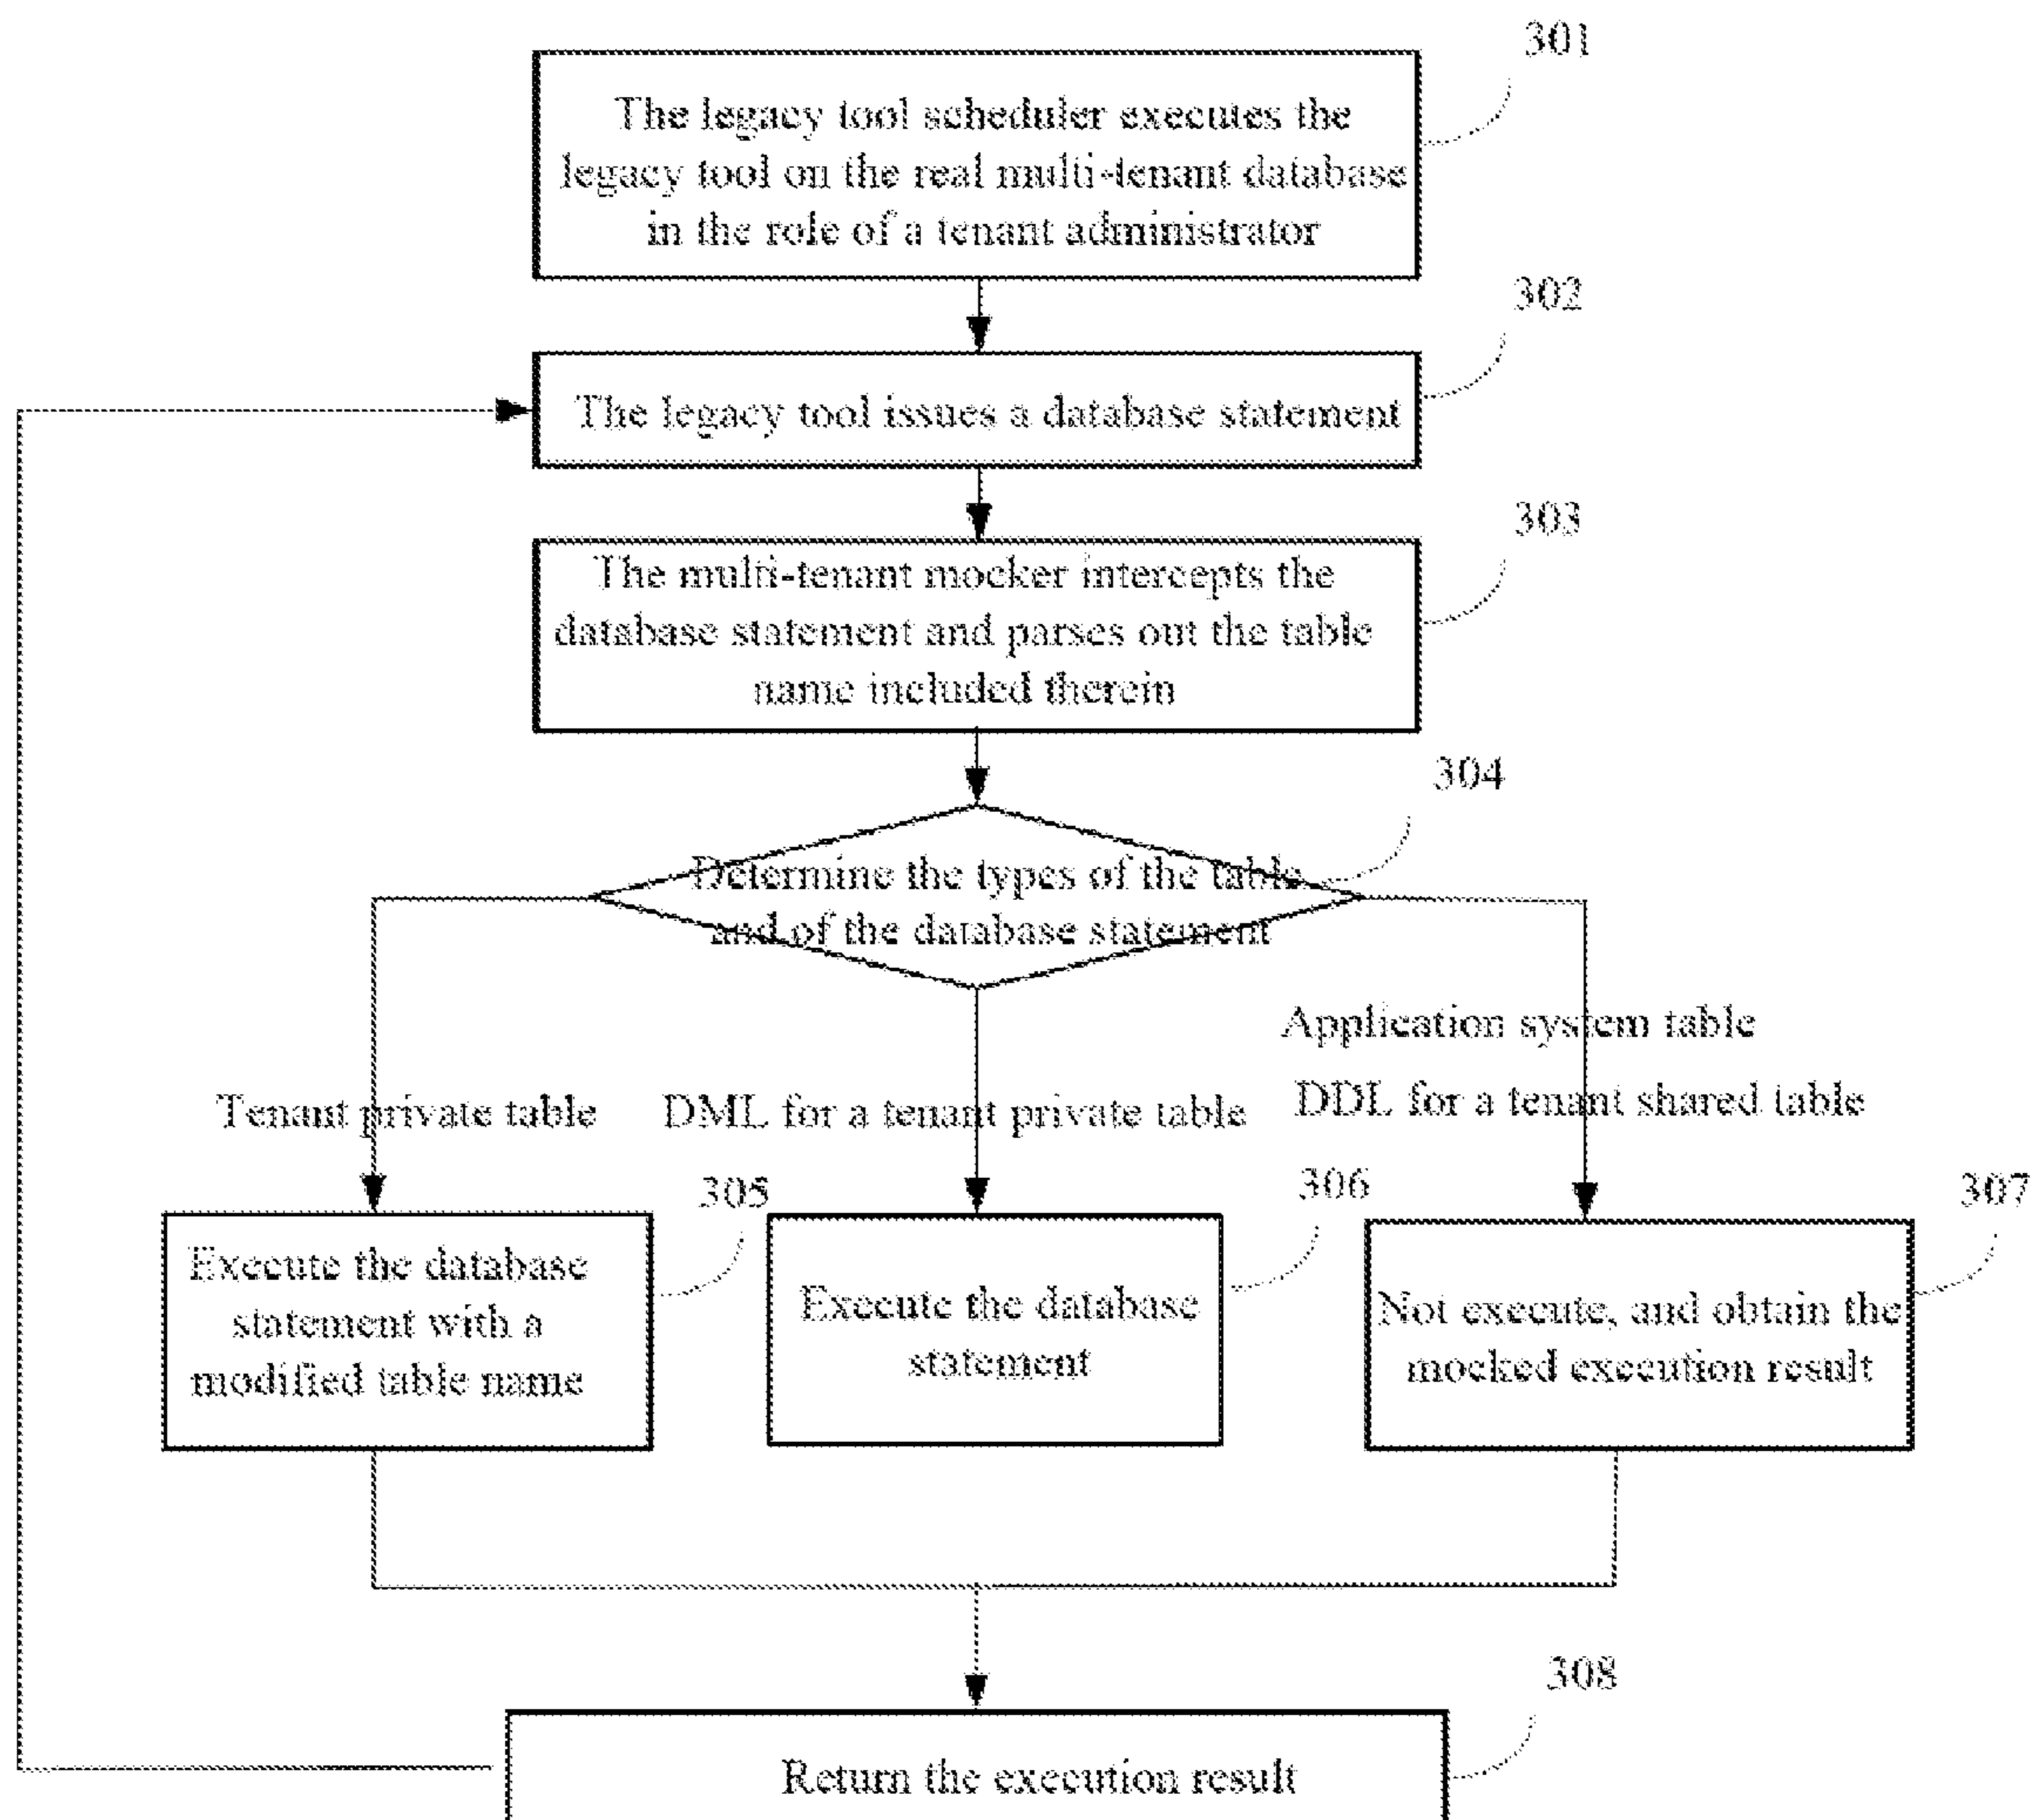 301
The legacy tool scheduler executes the
legacy tool on the real multi-tenant database
in the role of a tenant administrator
302
The legacy tool issues a database statement
303
The multi-tenant mocker intercepts the
database statement and parses out the table
name included therein
304
Determine the types of the table
and of the database statement
Application system table
Tenant private table
DML for a tenant private table
DDL for a tenant shared table
305
306
307
Execute the database
statement with a
modified table name
Execute the database
statement
Not execute, and obtain the
mocked execution result
308
Return the execution result